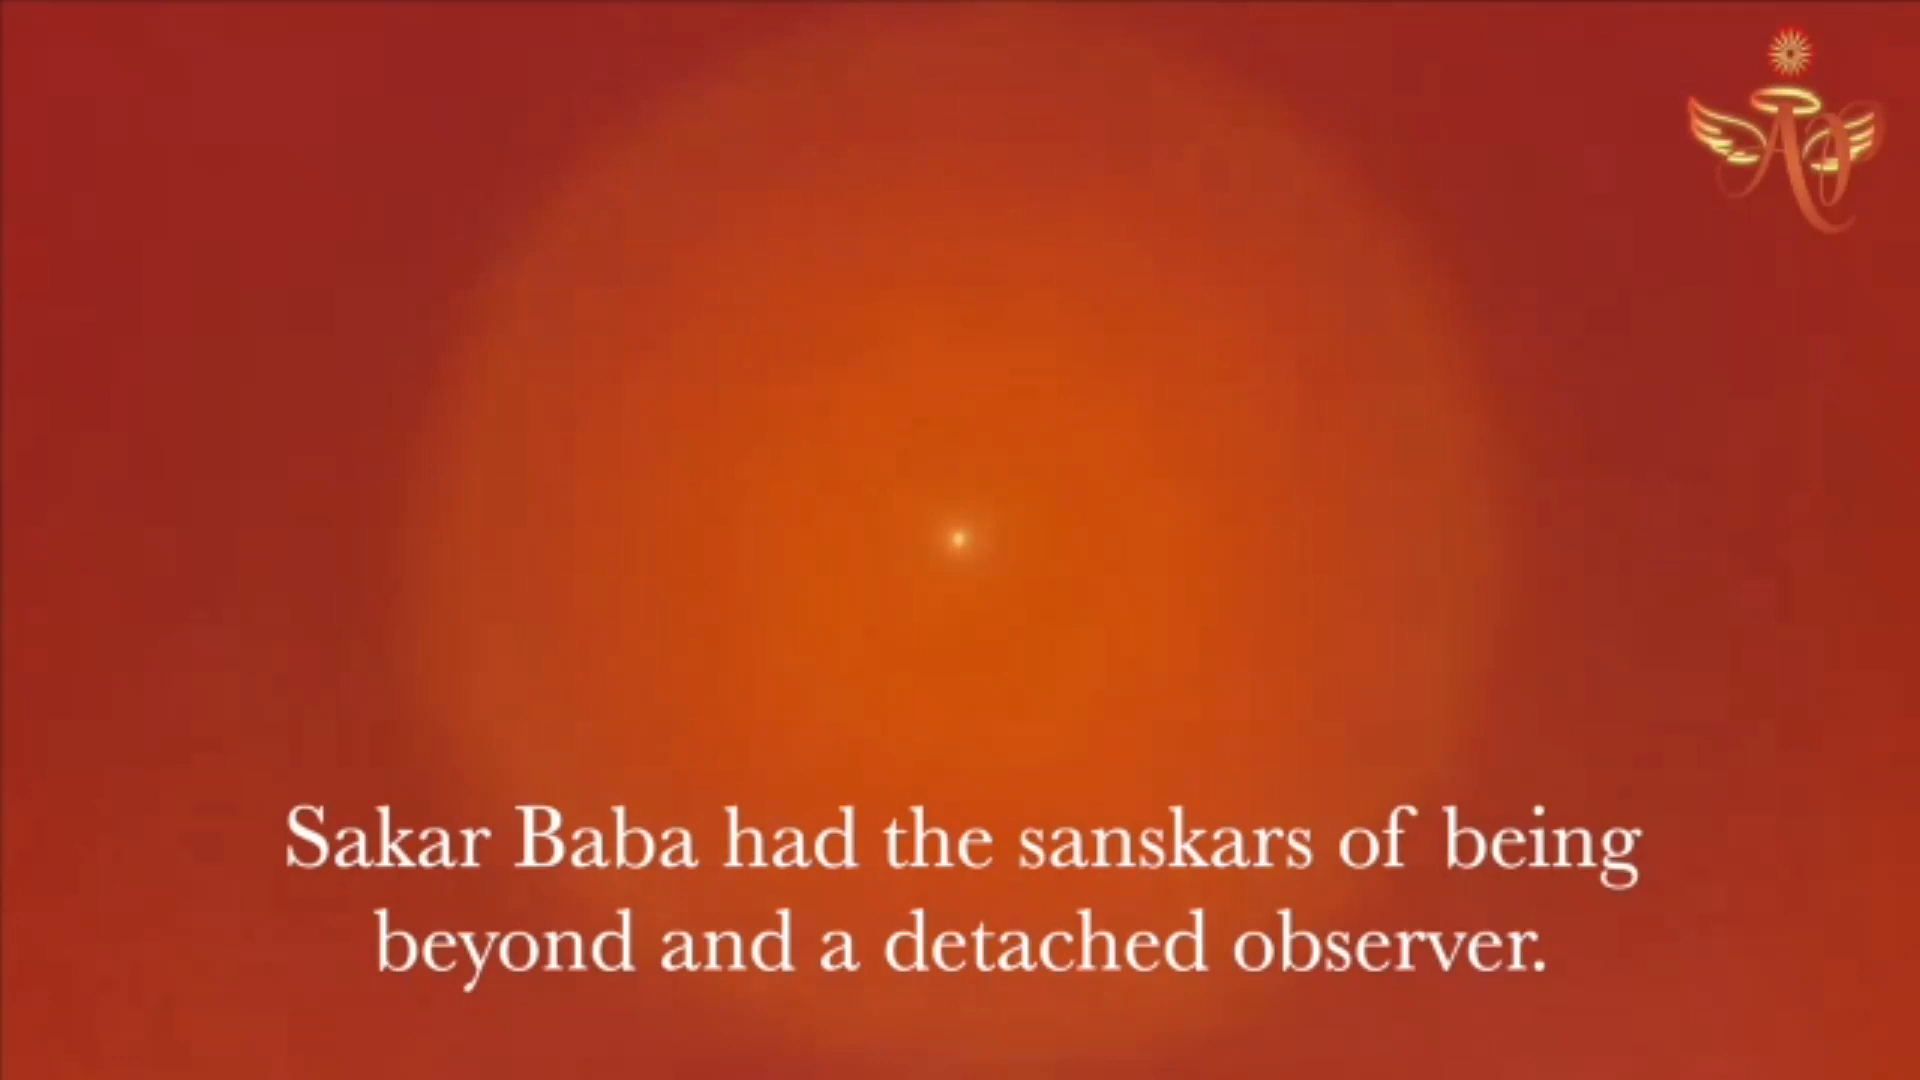 Sakar Baba had the sanskars of being
beyond and a detached observer.